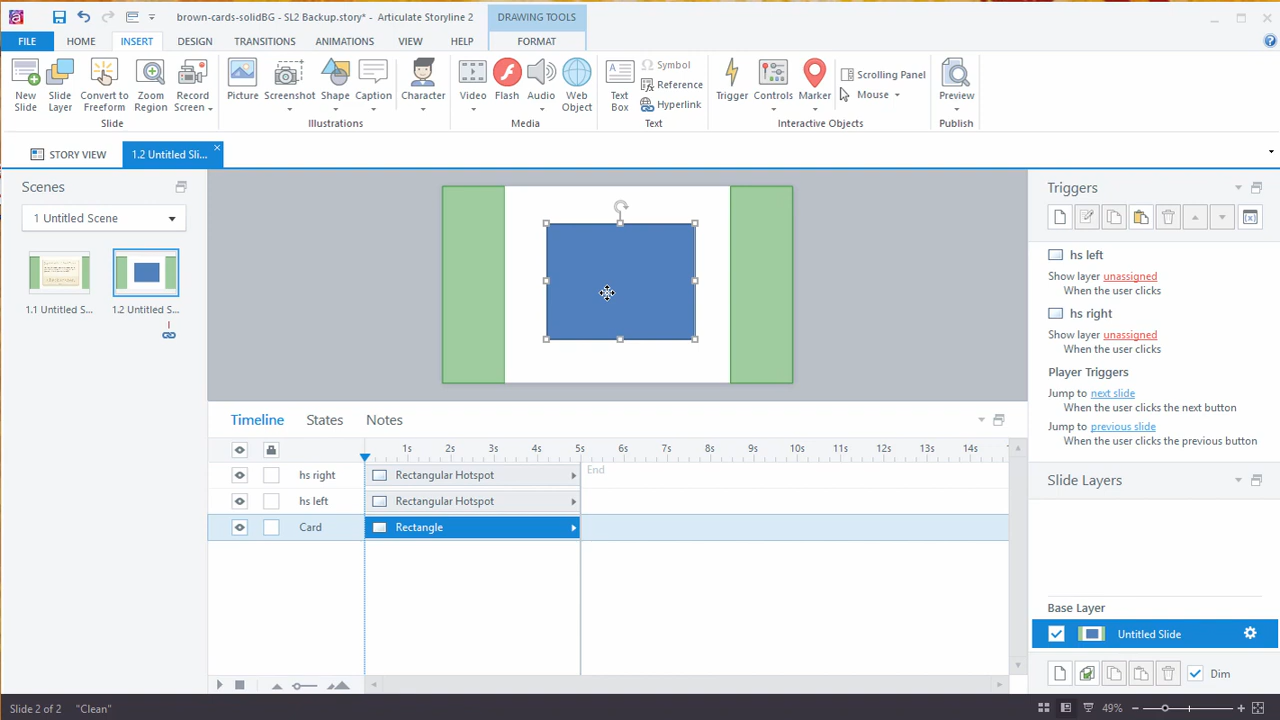 brown-cards-solidBG - SL2 Backup.story* - Articulate Storyline 2
DRAWING TOOLS
FILE
HOME
INSERT
DESIGN
TRANSITIONS
ANIMATIONS
VIEW
HELP
FORMAT
New Slide
Slide Layer
Convert to Freeform
Zoom Region
Record Screen
Slide
Picture
Screenshot
Shape
Caption
Illustrations
Character
Video
Flash
Audio
Web Object
Media
Text Box
Symbol
Reference
Hyperlink
Text
Trigger
Controls
Marker
Scrolling Panel
Mouse
Interactive Objects
Preview
Publish
STORY VIEW
1.2 Untitled Sli...
Scenes
1 Untitled Scene
1.1 Untitled S...
1.2 Untitled S...
Triggers
hs left
Show layer unassigned
When the user clicks
hs right
Show layer unassigned
When the user clicks
Player Triggers
Jump to next slide
When the user clicks the next button
Jump to previous slide
When the user clicks the previous button
Slide Layers
Base Layer
Untitled Slide
Dim
Timeline
States
Notes
1s 2s 3s 4s 5s 6s 7s 8s 9s 10s 11s 12s 13s 14s
End
hs right
Rectangular Hotspot
hs left
Rectangular Hotspot
Card
Rectangle
Slide 2 of 2
"Clean"
49%